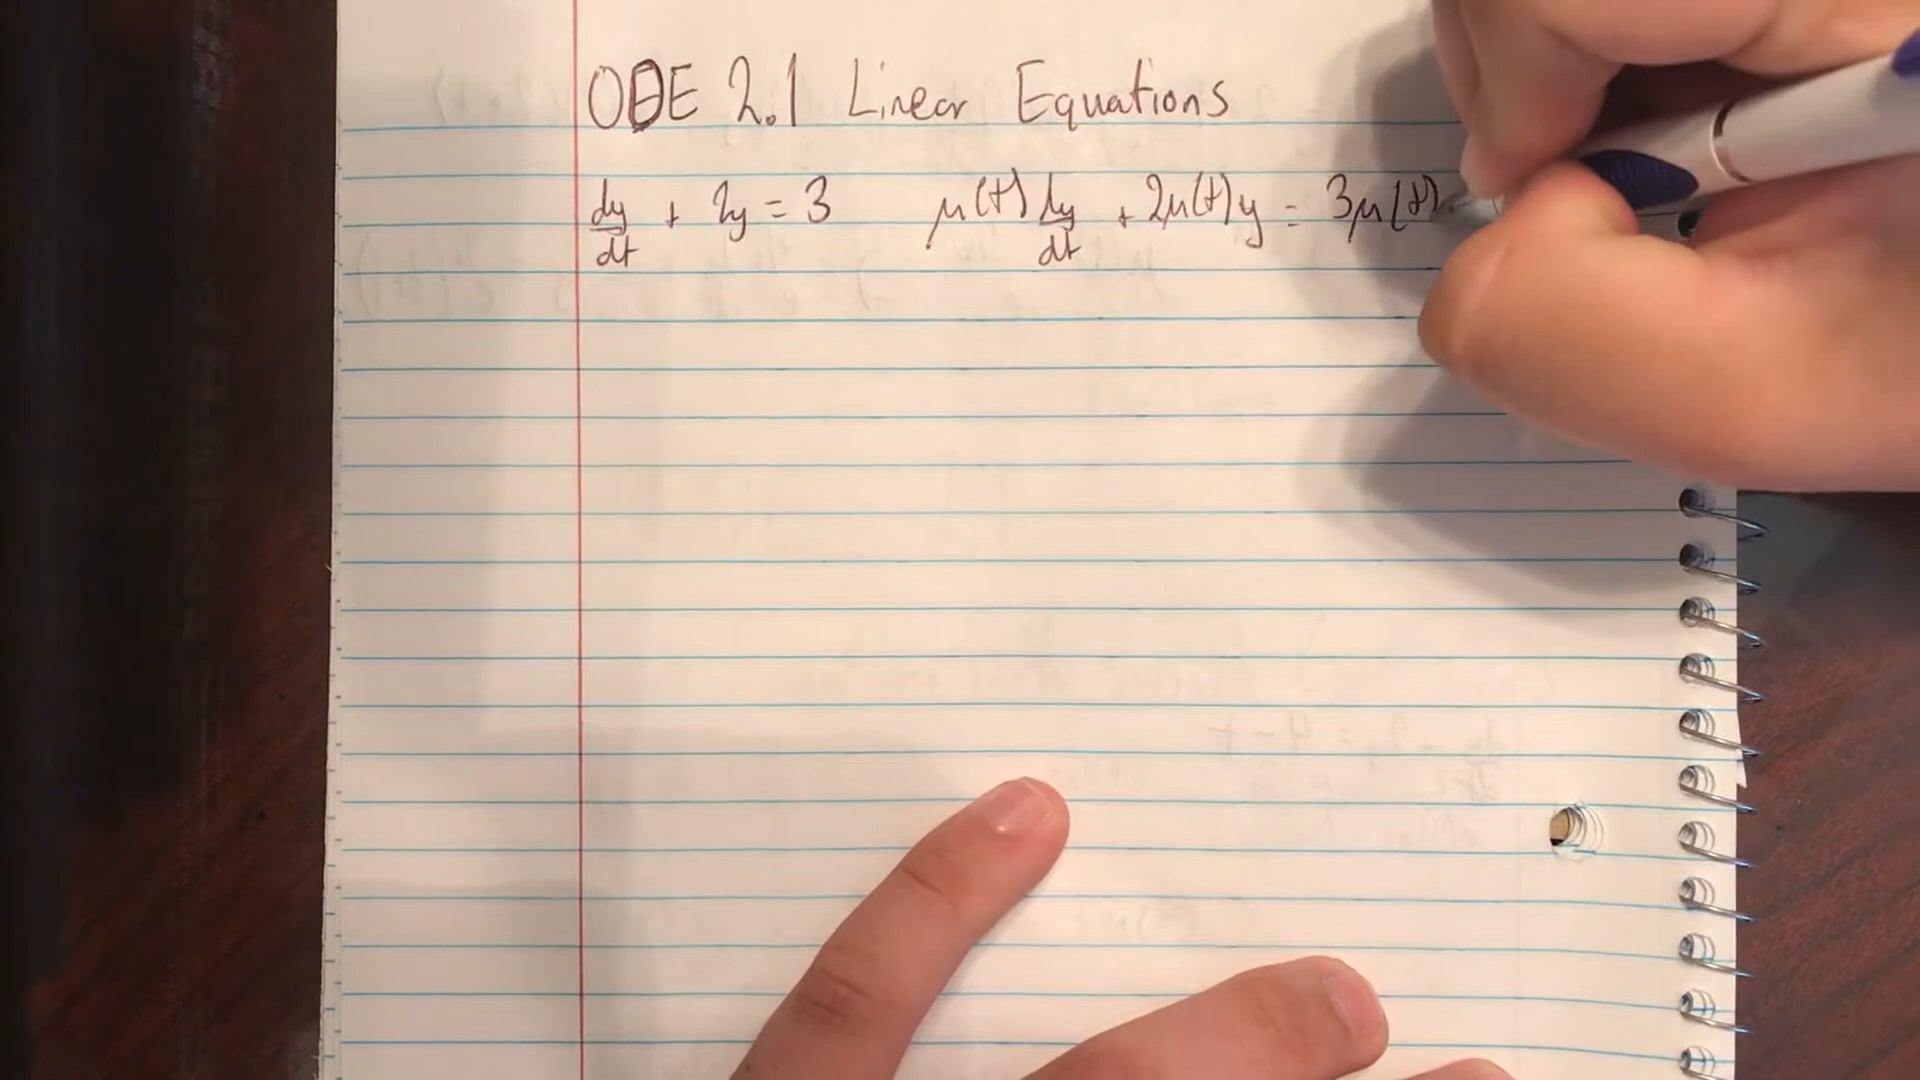 ODE 2.1 Linear Equations
dy/dt + 2y = 3 μ(t) dy/dt + 2μ(t)y = 3μ(t)